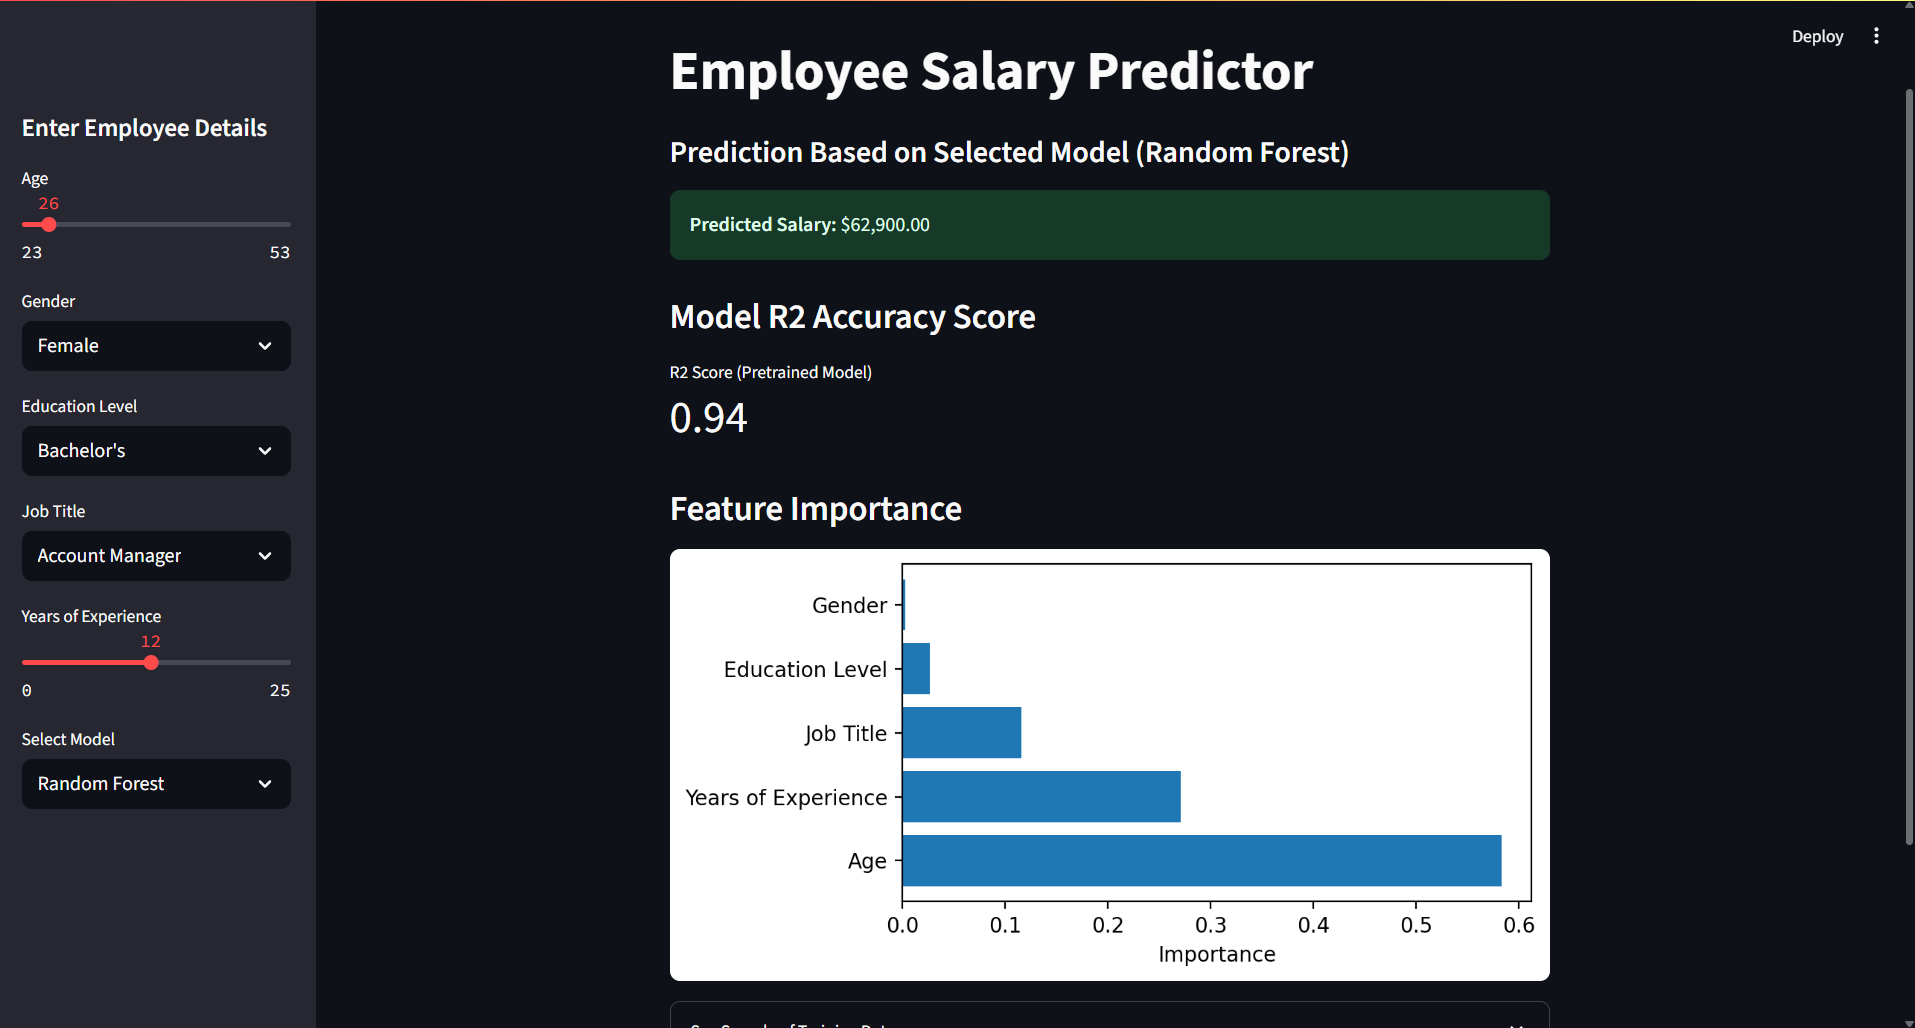 Deploy
Enter Employee Details
Age
26
23 53
Gender
Female
Education Level
Bachelor's
Job Title
Account Manager
Years of Experience
12
0 25
Select Model
Random Forest
Employee Salary Predictor
Prediction Based on Selected Model (Random Forest)
Predicted Salary: $62,900.00
Model R2 Accuracy Score
R2 Score (Pretrained Model)
0.94
Feature Importance
Gender
Education Level
Job Title
Years of Experience
Age
0.0 0.1 0.2 0.3 0.4 0.5 0.6
Importance